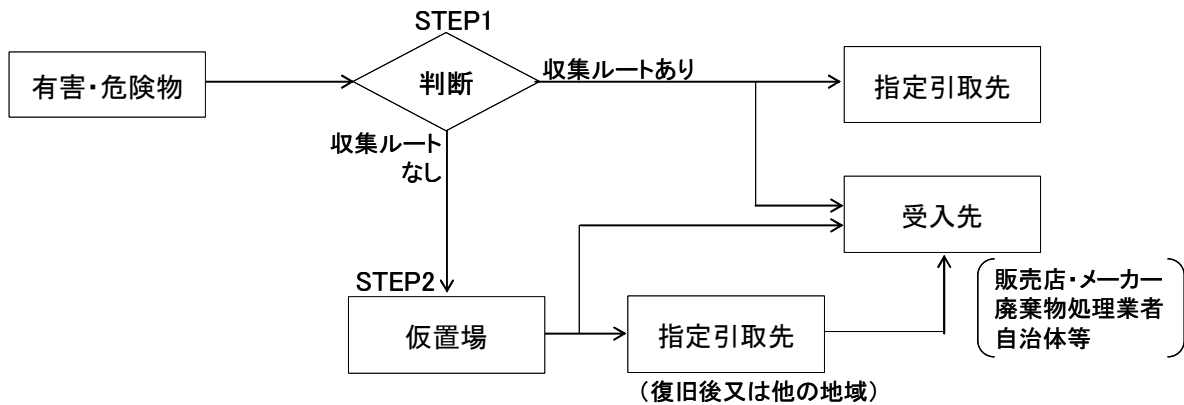 STEP1
有害・危険物
判断
収集ルートあり
指定引取先
収集ルート
なし
受入先
STEP2
仮置場
指定引取先
販売店・メーカー
廃棄物処理業者
自治体等
（復旧後又は他の地域）